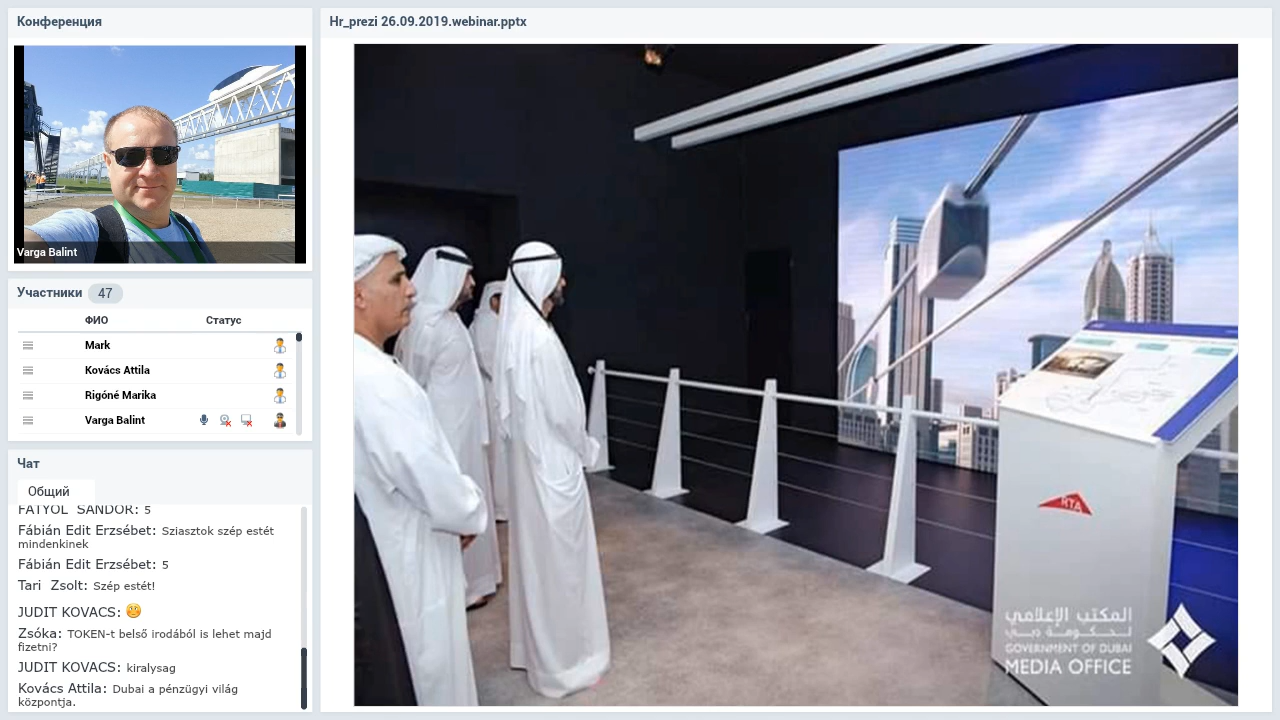 Конференция
Varga Balint
Участники 47
ФИО Статус
Mark
Kovács Attila
Rigóné Marika
Varga Balint
Чат
Общий
FATYOL SANDOR: 5
Fábián Edit Erzsébet: Sziasztok szép estét
mindenkinek
Fábián Edit Erzsébet: 5
Tari Zsolt: Szép estét!
JUDIT KOVACS:
Zsóka: TOKEN-t belső irodából is lehet majd
fizetni?
JUDIT KOVACS: kiralysag
Kovács Attila: Dubai a pénzügyi világ
központja.
Hr_prezi 26.09.2019.webinar.pptx
RTA
المكتب الإعلامي
لحكومة دبي
GOVERNMENT OF DUBAI
MEDIA OFFICE